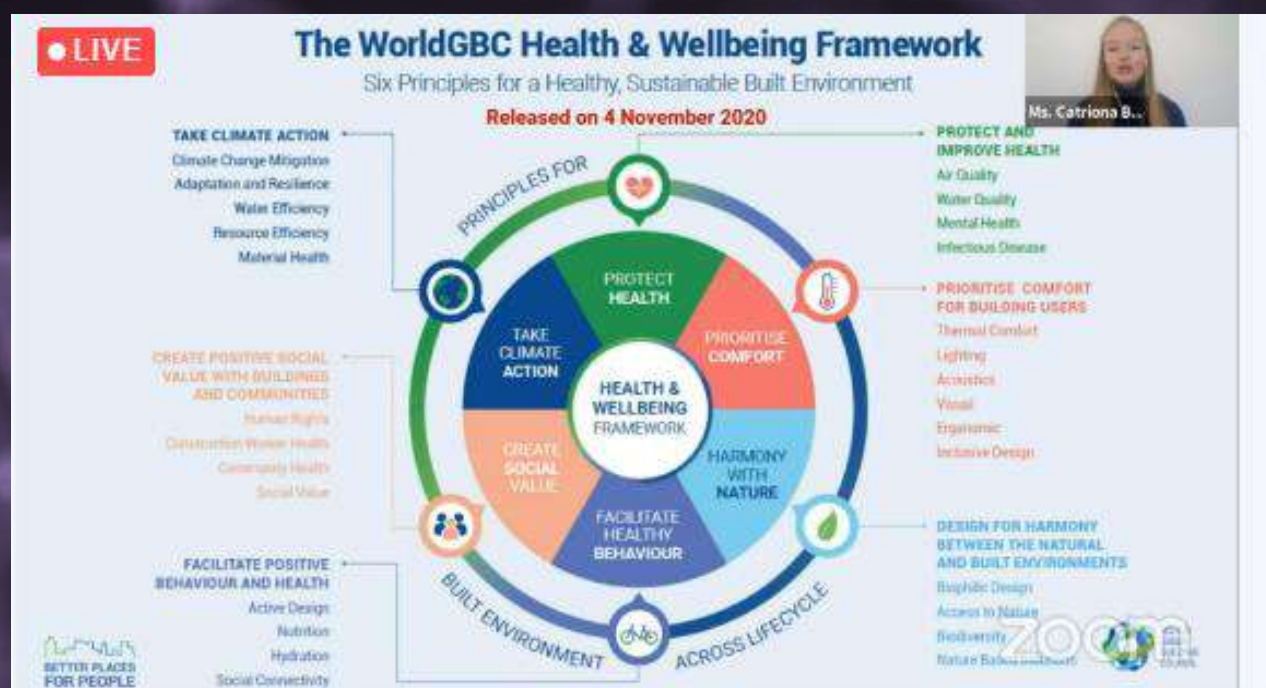 LIVE
The WorldGBC Health & Wellbeing Framework
Six Principles for a Healthy, Sustainable Built Environment
Released on 4 November 2020
Ms. Catriona B...
TAKE CLIMATE ACTION
Climate Change Mitigation
Adaptation and Resilience
Water Efficiency
Resource Efficiency
Material Health
CREATE POSITIVE SOCIAL
VALUE WITH BUILDINGS
AND COMMUNITIES
Human Rights
Construction Worker Health
Community Health
Social Value
FACILITATE POSITIVE
BEHAVIOUR AND HEALTH
Active Design
Nutrition
Hydration
Social Connectivity
PRINCIPLES FOR
BUILT ENVIRONMENT
ACROSS LIFECYCLE
PROTECT
HEALTH
PRIORITISE
COMFORT
HARMONY
WITH
NATURE
FACILITATE
HEALTHY
BEHAVIOUR
CREATE
SOCIAL
VALUE
TAKE
CLIMATE
ACTION
HEALTH &
WELLBEING
FRAMEWORK
PROTECT AND
IMPROVE HEALTH
Air Quality
Water Quality
Mental Health
Infectious Disease
PRIORITISE COMFORT
FOR BUILDING USERS
Thermal Comfort
Lighting
Acoustics
Visual
Ergonomic
Inclusive Design
DESIGN FOR HARMONY
BETWEEN THE NATURAL
AND BUILT ENVIRONMENTS
Biophilic Design
Access to Nature
Biodiversity
Nature Based
zoom
COUNCIL
BETTER PLACES
FOR PEOPLE